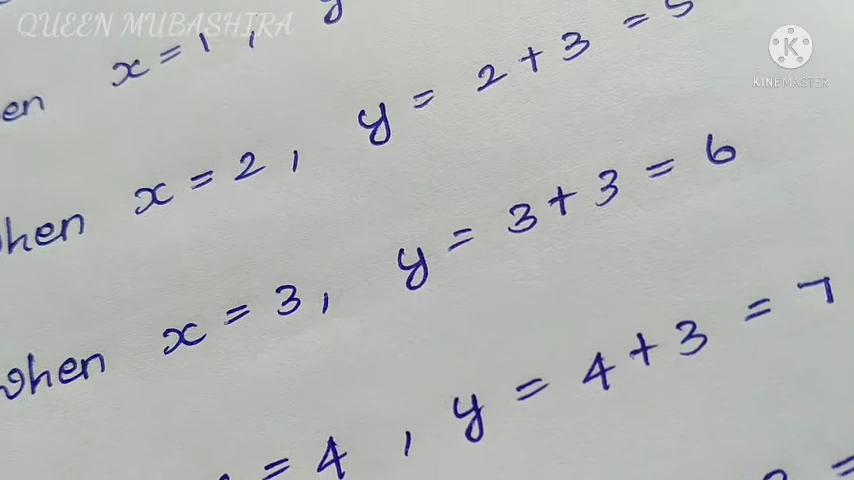 QUEEN MUBASHIRA
KINEMASTER
x = 1, y
when x = 2, y = 2 + 3 = 5
when x = 3, y = 3 + 3 = 6
= 4, y = 4 + 3 = 7
=